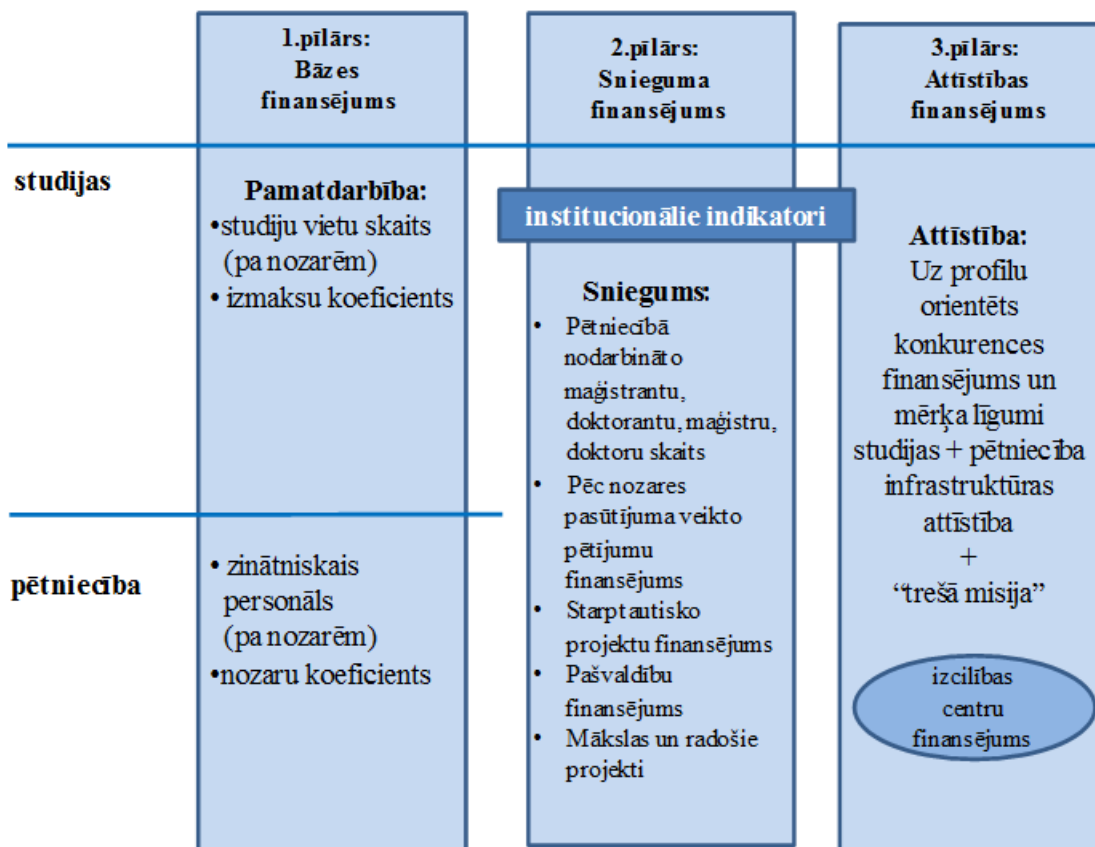 1.pīlārs:
Bāzes
finansējums
2.pīlārs:
Snieguma
finansējums
3.pīlārs:
Attīstības
finansējums
studijas
Pamatdarbība:
•studiju vietu skaits
(pa nozarēm)
• izmaksu koeficients
pētniecība
• zinātniskais
personāls
(pa nozarēm)
•nozaru koeficients
institucionālie indikatori
Sniegums:
• Pētniecībā
nodarbināto
maģistrantu,
doktorantu, maģistru,
doktoru skaits
• Pēc nozares
pasūtījuma veikto
pētījumu
finansējums
• Starptautisko
projektu finansējums
• Pašvaldību
finansējums
• Mākslas un radošie
projekti
Attīstība:
Uz profilu
orientēts
konkurences
finansējums un
mērķa līgumi
studijas + pētniecība
infrastruktūras
attīstība
+
“trešā misija”
izcilības
centru
finansējums